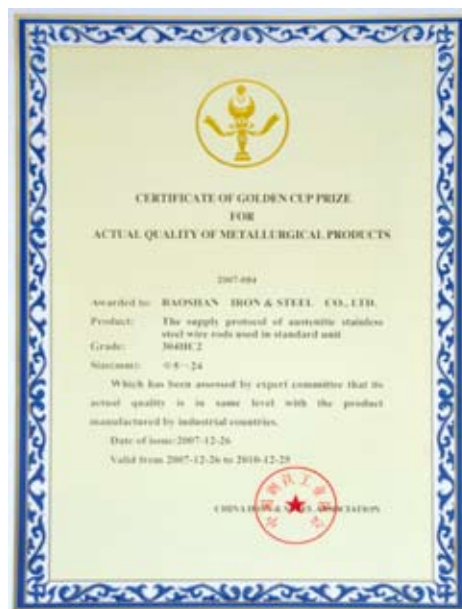 CERTIFICATE OF GOLDEN CUP PRIZE
FOR
ACTUAL QUALITY OF METALLURGICAL PRODUCTS
2007-084
Awarded to: BAOSHAN IRON & STEEL CO., LTD.
Product: The supply protocol of austenitic stainless
steel wire rods used in standard unit
Grade: 304HC2
Which has been assessed by expert committee that its
actual quality is in same level with the product
manufactured by industrial countries.
Date of issue: 2007-12-26
Valid from 2007-12-26 to 2010-12-25
CHINA IRON & STEEL ASSOCIATION